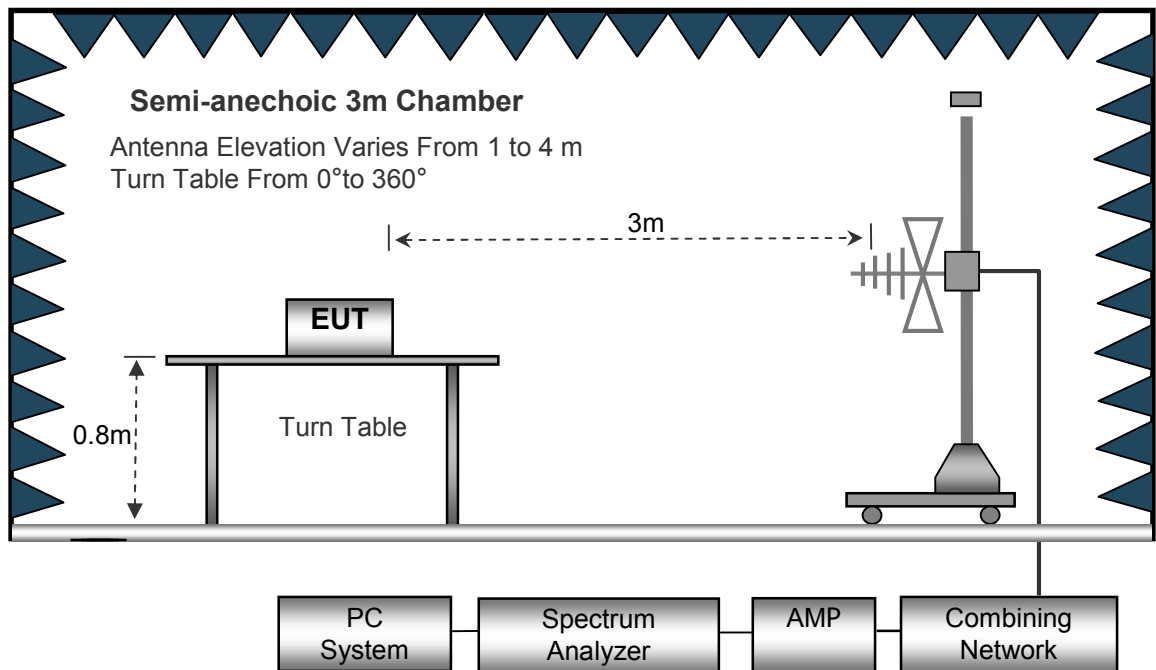 Semi-anechoic 3m Chamber
Antenna Elevation Varies From 1 to 4 m
Turn Table From 0°to 360°
3m
EUT
0.8m
Turn Table
PC
System
Spectrum
Analyzer
AMP
Combining
Network